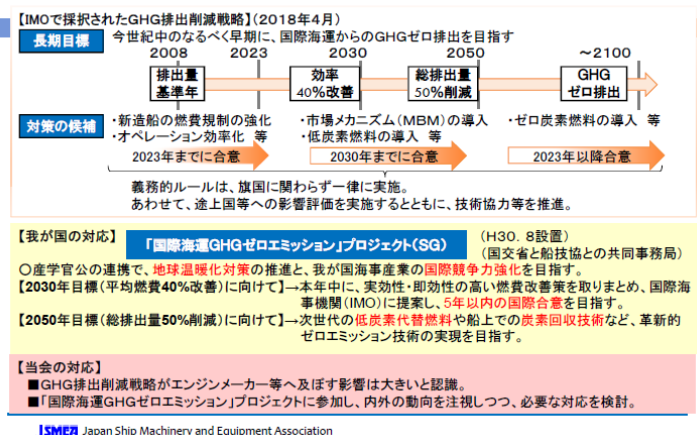 【IMOで採択されたGHG排出削減戦略】(2018年4月)
長期目標
今世紀中のなるべく早期に、国際海運からのGHGゼロ排出を目指す
2008 2023 2030 2050 ～2100
排出量 基準年
効率 40%改善
総排出量 50%削減
GHG ゼロ排出
対策の候補
・新造船の燃費規制の強化
・オペレーション効率化 等
・市場メカニズム(MBM)の導入
・低炭素燃料の導入 等
・ゼロ炭素燃料の導入 等
2023年までに合意
2030年までに合意
2023年以降合意
義務的ルールは、旗国に関わらず一律に実施。
あわせて、途上国等への影響評価を実施するとともに、技術協力等を推進。
【我が国の対応】
「国際海運GHGゼロエミッション」プロジェクト(SG)
(H30．8設置)
(国交省と船技協との共同事務局)
○産学官公の連携で、地球温暖化対策の推進と、我が国海事産業の国際競争力強化を目指す。
【2030年目標(平均燃費40%改善)に向けて】→本年中に、実効性・即効性の高い燃費改善策を取りまとめ、国際海
事機関(IMO)に提案し、5年以内の国際合意を目指す。
【2050年目標(総排出量50%削減)に向けて】→次世代の低炭素代替燃料や船上での炭素回収技術など、革新的
ゼロエミッション技術の実現を目指す。
【当会の対応】
■GHG排出削減戦略がエンジンメーカー等へ及ぼす影響は大きいと認識。
■「国際海運GHGゼロエミッション」プロジェクトに参加し、内外の動向を注視しつつ、必要な対応を検討。
JSMEA Japan Ship Machinery and Equipment Association